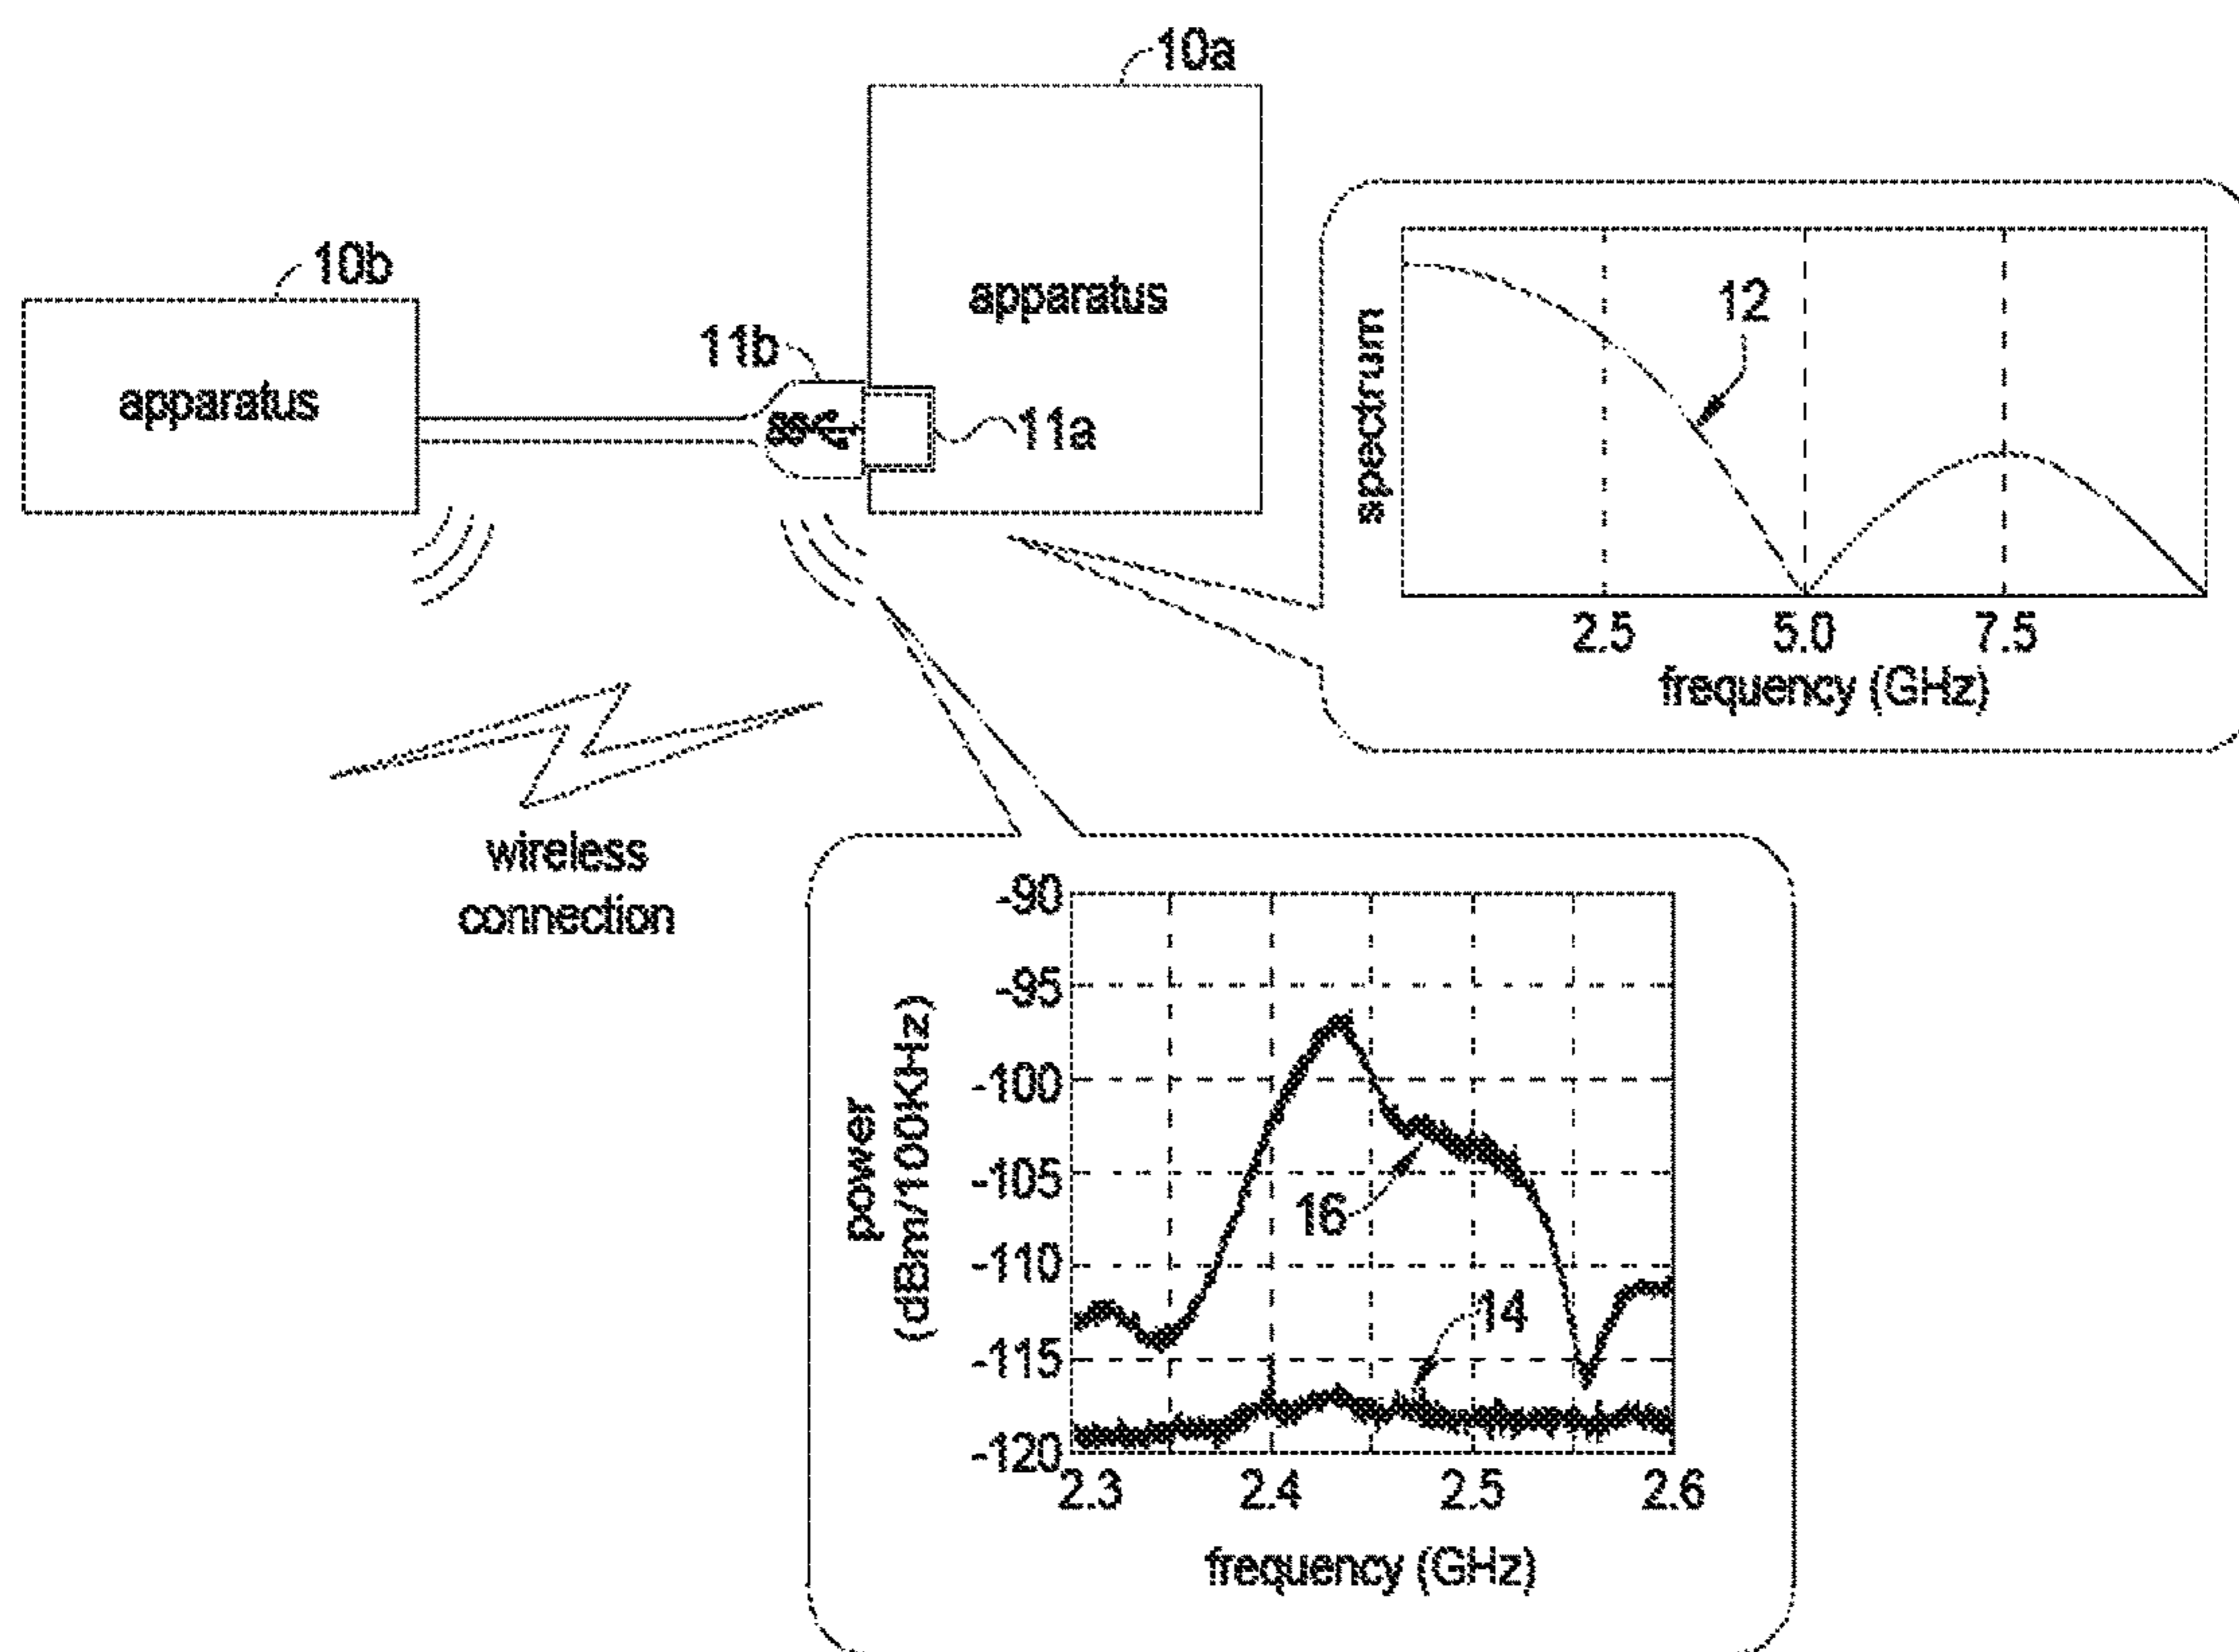 10a
10b
apparatus
apparatus
11b
11a
12
spectrum
2.5 5.0 7.5
frequency (GHz)
wireless
connection
power
(dBm/100KHz)
-90
-95
-100
-105
-110
-115
-120
16
14
2.3 2.4 2.5 2.6
frequency (GHz)